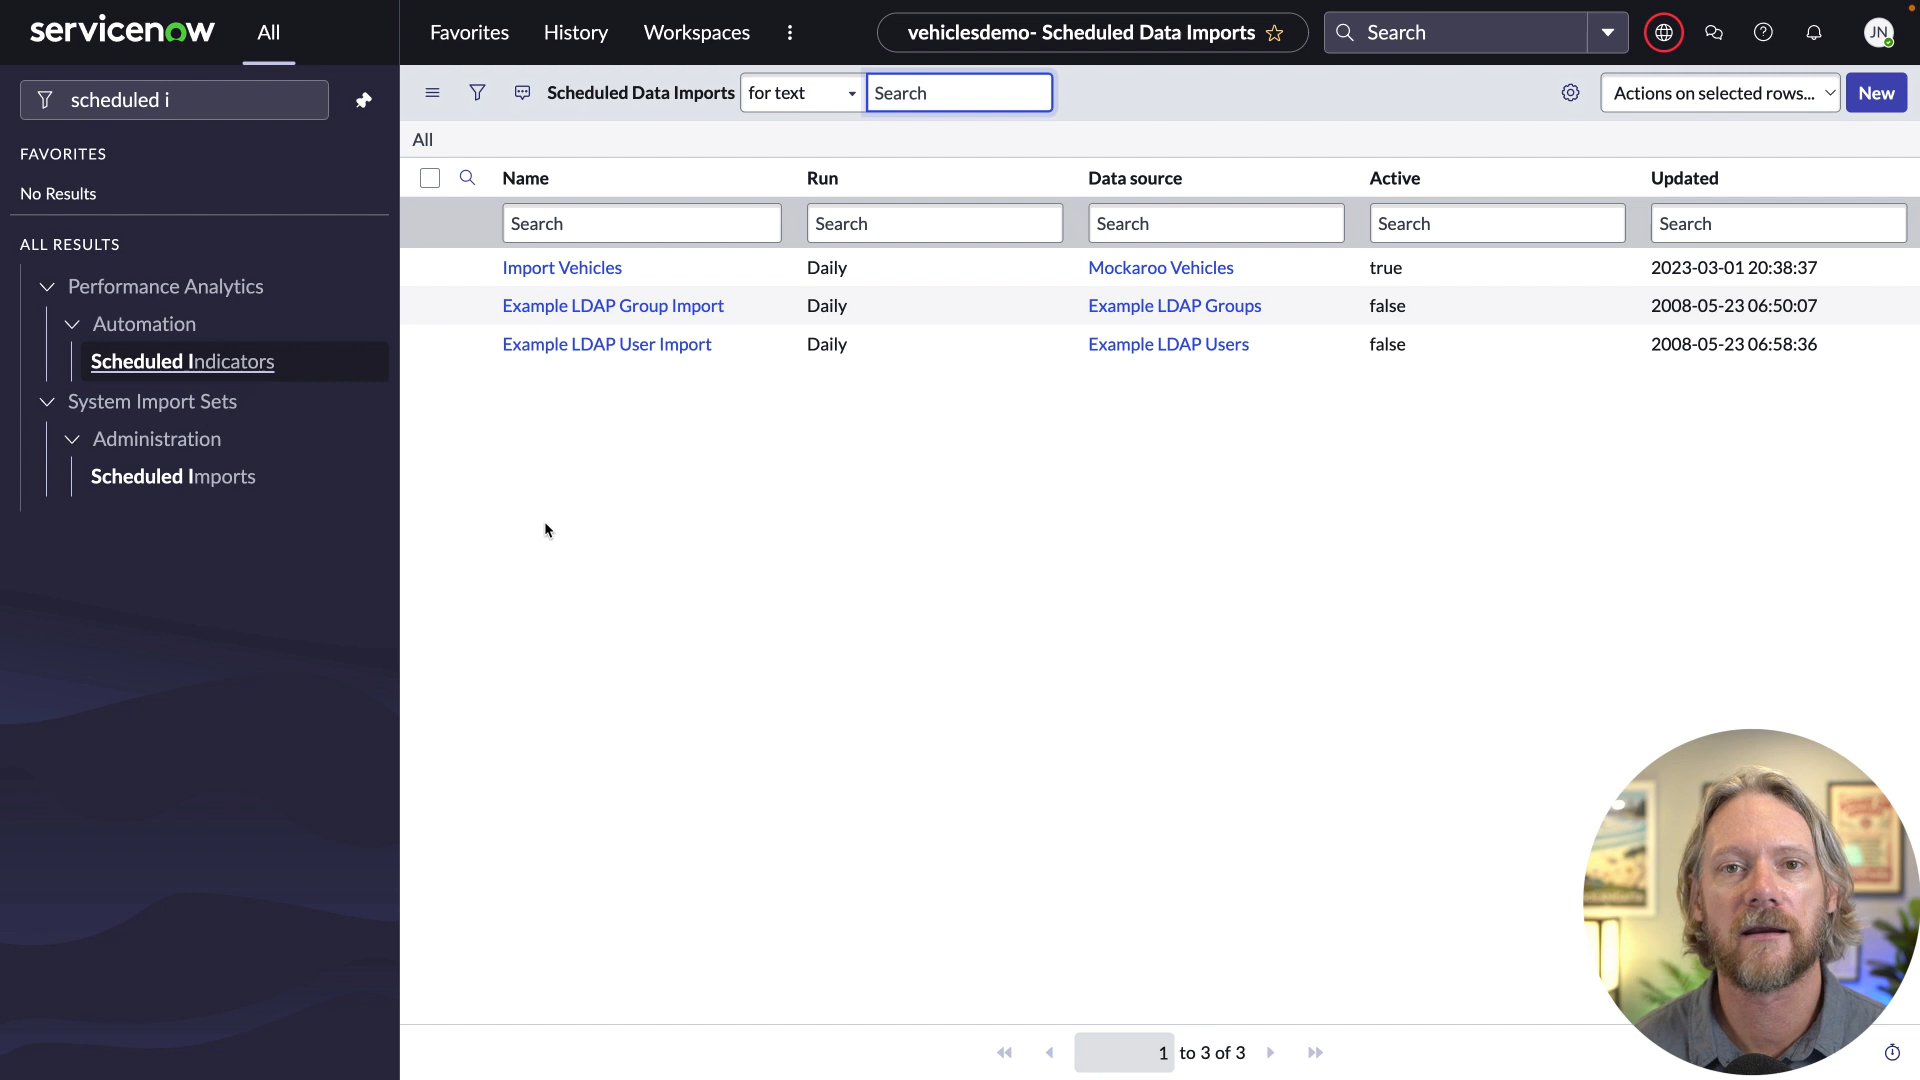 servicenow
All
Favorites
History
Workspaces
vehiclesdemo- Scheduled Data Imports
Search
JN
scheduled i
FAVORITES
No Results
ALL RESULTS
Performance Analytics
Automation
Scheduled Indicators
System Import Sets
Administration
Scheduled Imports
Scheduled Data Imports
for text
Search
Actions on selected rows...
New
All
Name Run Data source Active Updated
Search Search Search Search Search
Import Vehicles Daily Mockaroo Vehicles true 2023-03-01 20:38:37
Example LDAP Group Import Daily Example LDAP Groups false 2008-05-23 06:50:07
Example LDAP User Import Daily Example LDAP Users false 2008-05-23 06:58:36
1 to 3 of 3